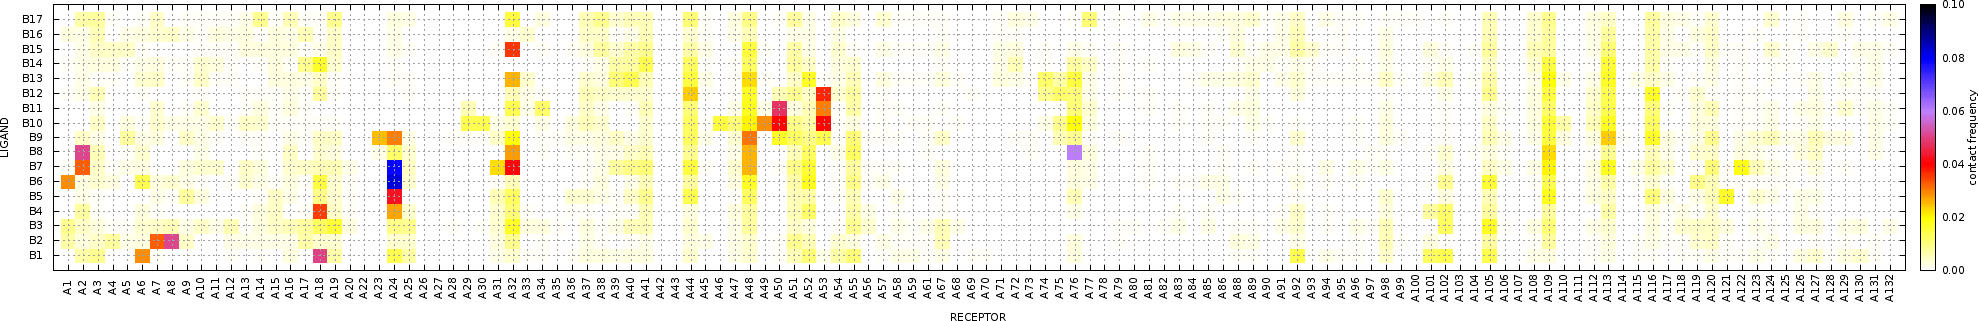 0.10
0.08
0.06
0.04
0.02
0.00
contact frequency
LIGAND
B17
B16
B15
B14
B13
B12
B11
B10
B9
B8
B7
B6
B5
B4
B3
B2
B1
A1 A2 A3 A4 A5 A6 A7 A8 A9 A10 A11 A12 A13 A14 A15 A16 A17 A18 A19 A20 A22 A23 A24 A25 A26 A27 A28 A29 A30 A31 A32 A33 A34 A35 A36 A37 A38 A39 A40 A41 A42 A43 A44 A45 A46 A47 A48 A49 A50 A51 A52 A53 A54 A55 A56 A57 A58 A59 A61 A67 A68 A69 A70 A71 A72 A73 A74 A75 A76 A77 A78 A79 A80 A81 A82 A83 A84 A85 A86 A88 A89 A90 A91 A92 A93 A94 A95 A96 A97 A98 A99 A100 A101 A102 A103 A104 A105 A106 A107 A108 A109 A110 A111 A112 A113 A114 A115 A116 A117 A118 A119 A120 A121 A122 A123 A124 A125 A126 A127 A128 A129 A130 A131 A132
RECEPTOR